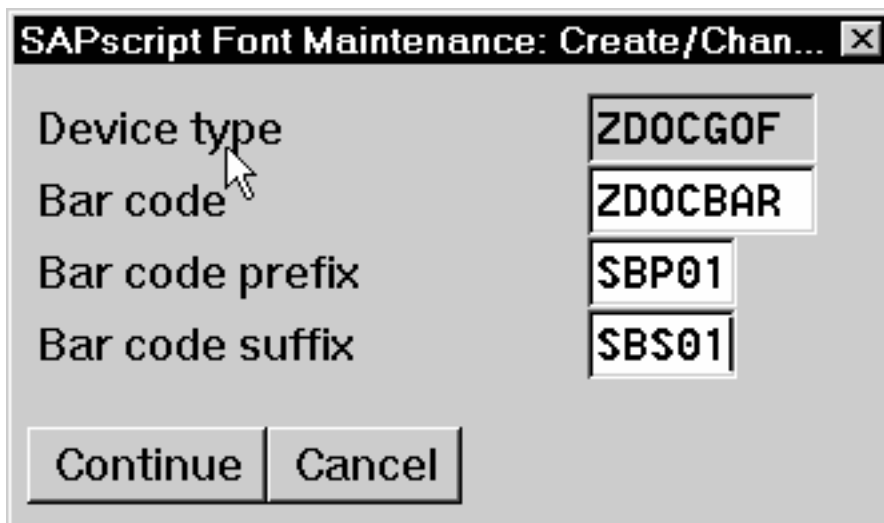 SAPscript Font Maintenance: Create/Chan...
Device type ZDOCGOF
Bar code ZDOCBAR
Bar code prefix SBP01
Bar code suffix SBS01
Continue Cancel